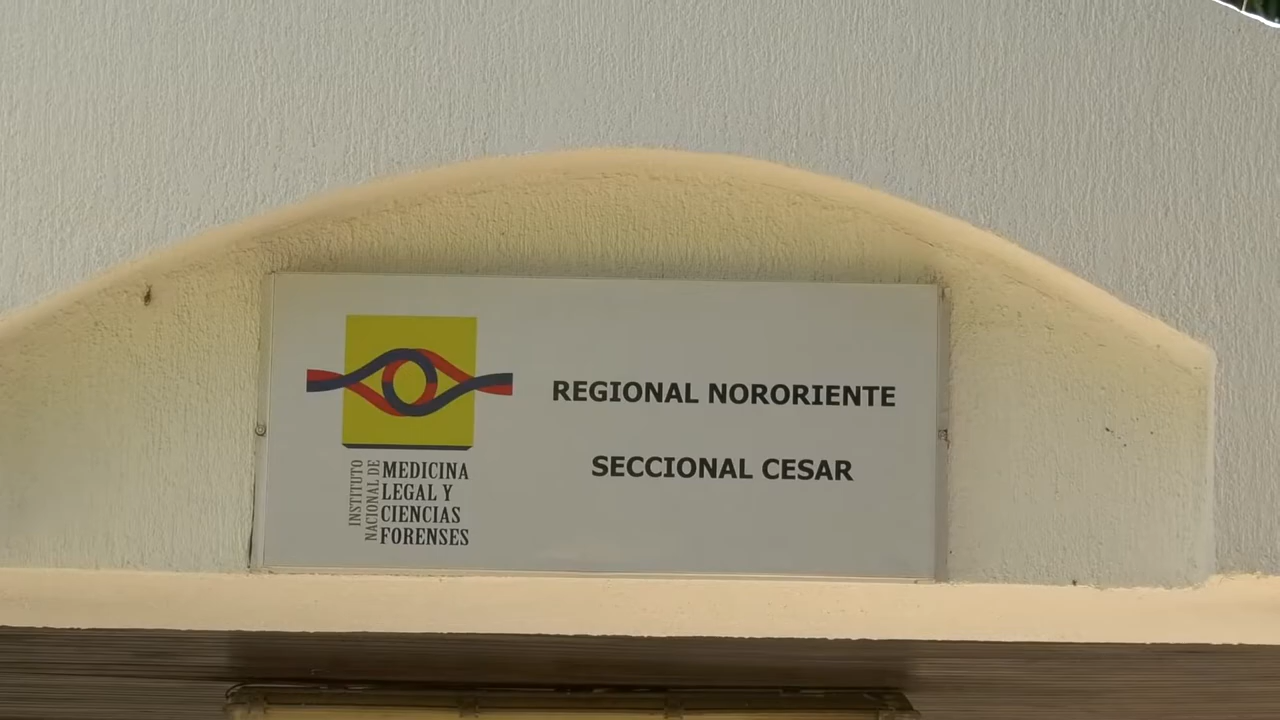 INSTITUTO
NACIONAL DE
MEDICINA
LEGAL Y
CIENCIAS
FORENSES
REGIONAL NORORIENTE
SECCIONAL CESAR